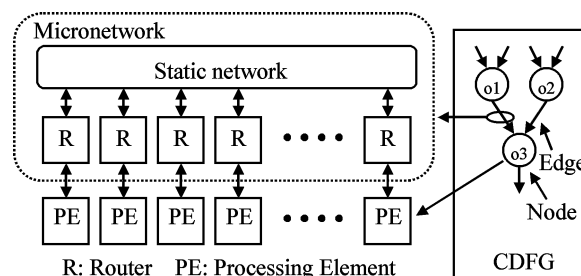 Micronetwork
Static network
R R R R R
PE PE PE PE PE
R: Router PE: Processing Element
o1 o2
o3
Edge
Node
CDFG